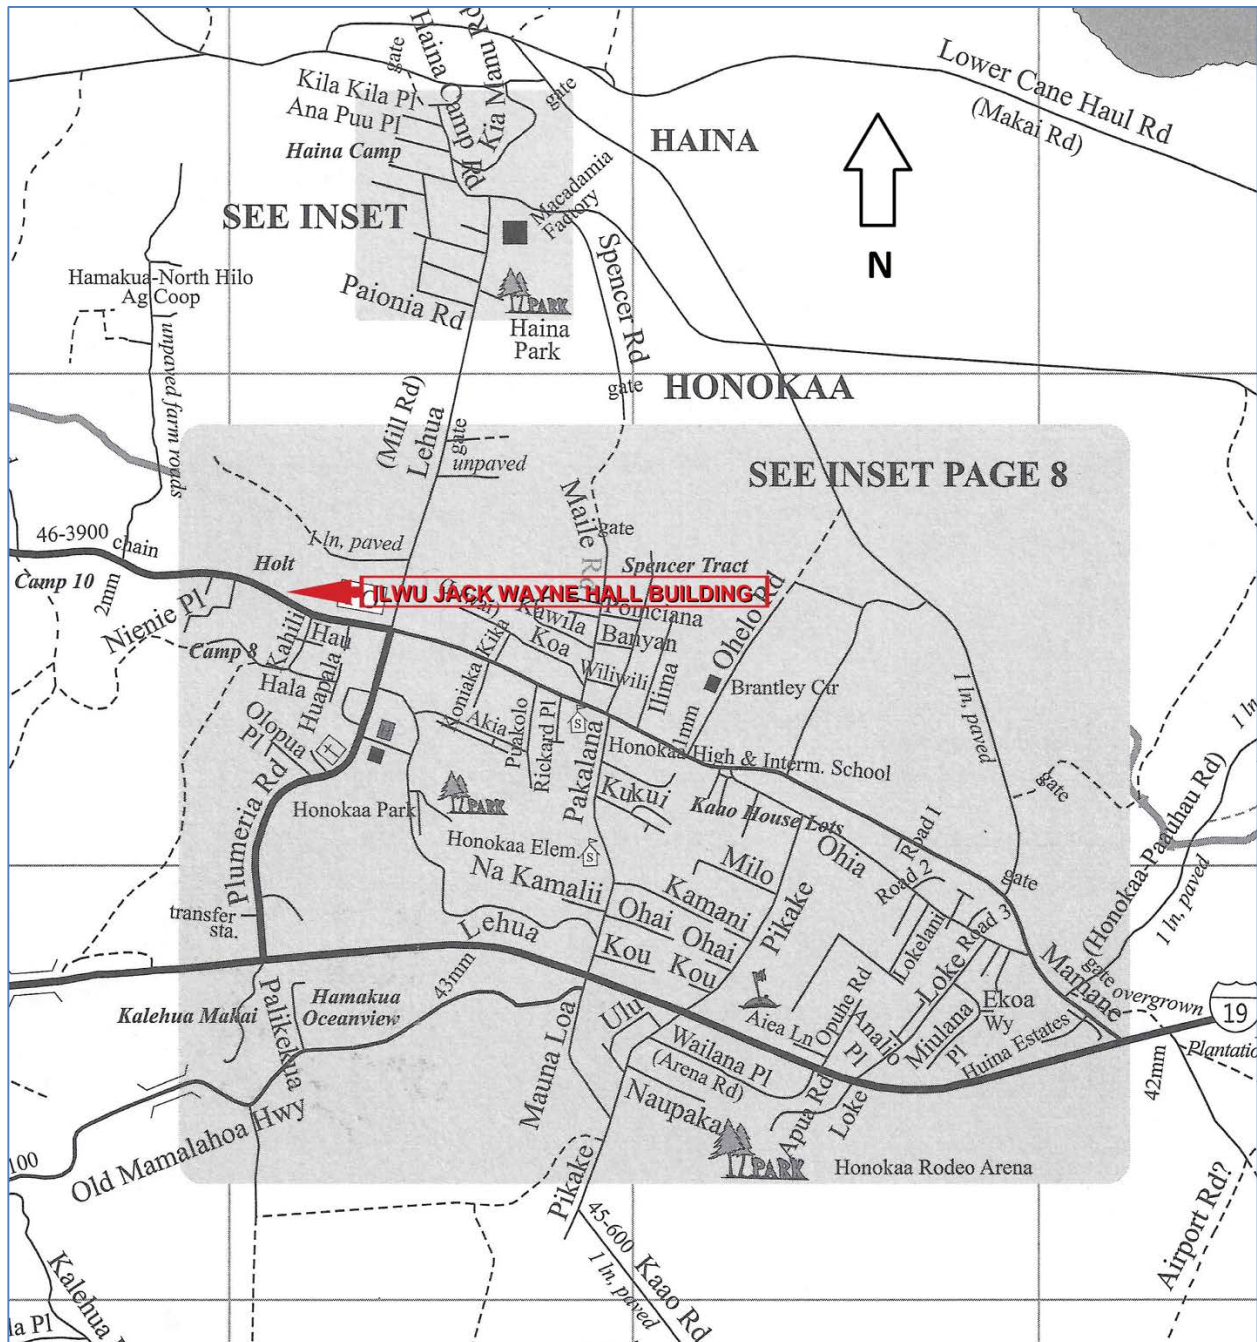 Haina Camp Rd
Kia Manu Rd
gate
gate
Lower Cane Haul Rd
(Makai Rd)
Kila Kila Pl
Ana Puu Pl
Haina Camp
HAINA
SEE INSET
Macadamia
Factory
N
Hamakua-North Hilo
Ag Coop
unpaved farm roads
Paionia Rd
PARK
Haina
Park
Spencer Rd
gate
HONOKAA
(Mill Rd)
Lehua
gate
unpaved
SEE INSET PAGE 8
Maile Rd
gate
46-3900
chain
Holt
1 ln, paved
Spencer Tract
Camp 10
2mm
ILWU JACK WAYNE HALL BUILDING
Nienie Pl
Kahili
Hau
Camp 8
Hala
Huapala
Kika
Koniaka
Kawila
Koa
Poinciana
Banyan
Wiliwili
Ilima
Ohelo Rd
Brantley Ctr
1mm
1 ln, paved
Olopua
Pl
Akia
Puakolo
Rickard Pl
S
Pakalana
Honokaa High & Interm. School
Kukui
Kaao House Lots
gate
Plumeria Rd
Honokaa Park
PARK
Honokaa Elem.
S
Na Kamalii
Milo
Kamani
Ohia
Road 1
Road 2
gate
(Honokaa-Paauhau Rd)
1 ln, paved
1 ln
transfer
sta.
Lehua
Ohai
Ohai
Kou
Kou
Pikake
Lokelani
Loke
Road 3
Mamane
gate
overgrown
19
Kalehua Makai
Palikekua
Hamakua
Oceanview
43mm
Mauna Loa
Ulu
Wailana Pl
(Arena Rd)
Aiea Ln
Opuhe Rd
Analio
Pl
Miulana
Pl
Ekoa
Wy
Huina Estates
42mm
Plantatio
Naupaka
Apua Rd
Loke
PARK
Honokaa Rodeo Arena
100
Old Mamalahoa Hwy
Pikake
45-600
Kaao Rd
1 ln, paved
Airport Rd?
Kalehua
la Pl